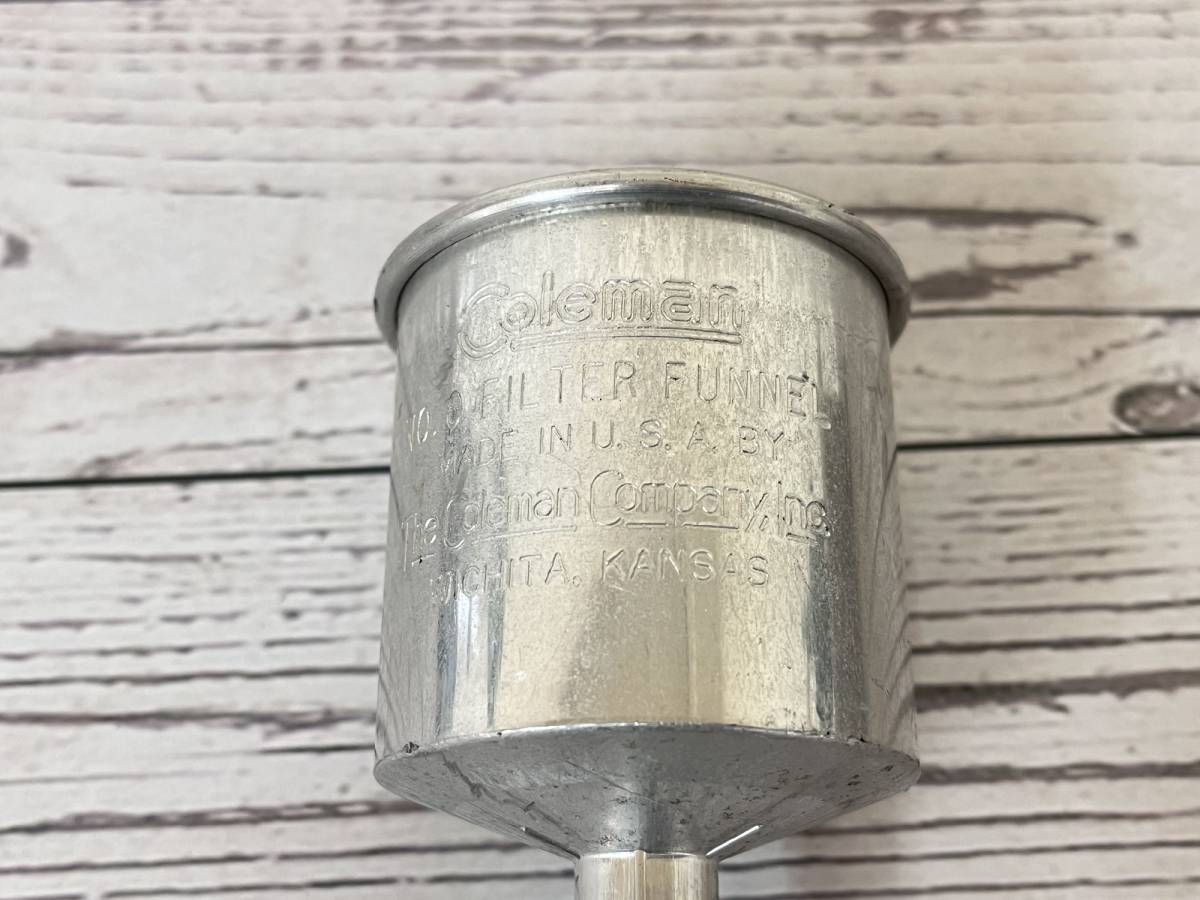 Coleman
NO. 0 FILTER FUNNEL
MADE IN U. S. A. BY
The Coleman Company, Inc.
WICHITA, KANSAS